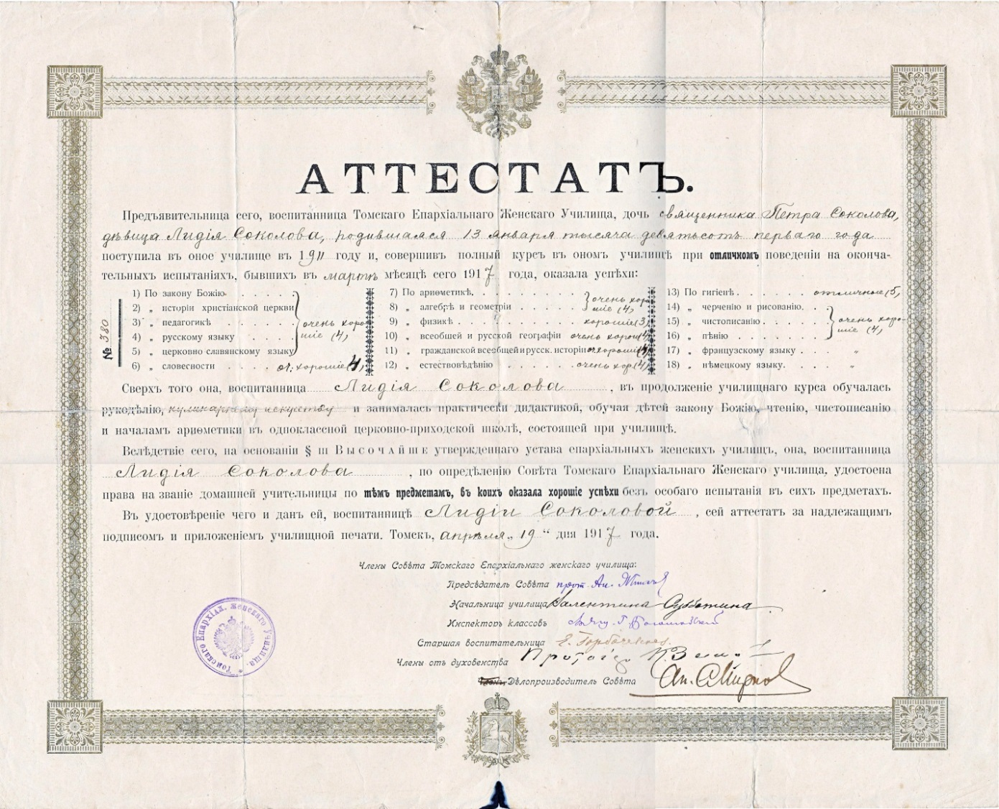 АТТЕСТАТЪ.
Предъявительница сего, воспитанница Томскаго Епархіальнаго Женскаго Училища, дочь священника Петра Соколова,
дѣвица Лидія Соколова, родившаяся 13 января тысяча девятьсотъ перваго года
поступила въ оное училище въ 1911 году и, совершивъ полный курсъ въ ономъ училищѣ при отличномъ поведеніи на оконча-
тельныхъ испытаніяхъ, бывшихъ въ мартѣ мѣсяцѣ сего 1917 года, оказала успѣхи:
№ 380
1) По закону Божію
2) „ исторіи христіанской церкви
3) „ педагогикѣ
очень хоро-
4) „ русскому языку
шіе (4)
5) „ церковно славянскому языку
6) „ словесности оч. хорошіе (4)
7) По ариѳметикѣ
очень хоро-
8) „ алгебрѣ и геометріи
шіе (4)
9) „ физикѣ хорошіе (3)
10) „ всеобщей и русской географіи очень хорош (4)
11) „ гражданской всеобщей и русск. исторіи оч хорошіе (4)
12) „ естествовѣдѣнію очень хор (4)
13) По гигіенѣ отличные (5)
14) „ черченію и рисованію
15) „ чистописанію
очень хоро-
16) „ пѣнію
шіе (4)
17) „ французскому языку „
18) „ нѣмецкому языку „
Сверхъ того она, воспитанница Лидія Соколова, въ продолженіе училищнаго курса обучалась
рукодѣлію, кулинарному искуству и занималась практически дидактикой, обучая дѣтей закону Божію, чтенію, чистописанію
и началамъ ариѳметики въ одноклассной церковно-приходской школѣ, состоящей при училищѣ.
Вслѣдствіе сего, на основаніи § III ВЫСОЧАЙШЕ утвержденнаго устава епархіальныхъ женскихъ училищъ, она, воспитанница
Лидія Соколова, по опредѣленію Совѣта Томскаго Епархіальнаго Женскаго училища, удостоена
права на званіе домашней учительницы по тѣмъ предметамъ, въ коихъ оказала хорошіе успѣхи безъ особаго испытанія въ сихъ предметахъ.
Въ удостовѣреніе чего и данъ ей, воспитанницѣ Лидіи Соколовой, сей аттестатъ за надлежащимъ
подписомъ и приложеніемъ училищной печати. Томскъ, апрѣля „19“ дня 1917 года.
Члены Совѣта Томскаго Епархіальнаго женскаго училища:
Предсѣдатель Совѣта прот. Ан.
Начальница училища Валентина Субботина
Инспекторъ классовъ
Старшая воспитательница Е.
Члены отъ духовенства
Членъ Дѣлопроизводитель Совѣта Ан. Смирновъ
Томскаго Епархіал. Женскаго Училища.